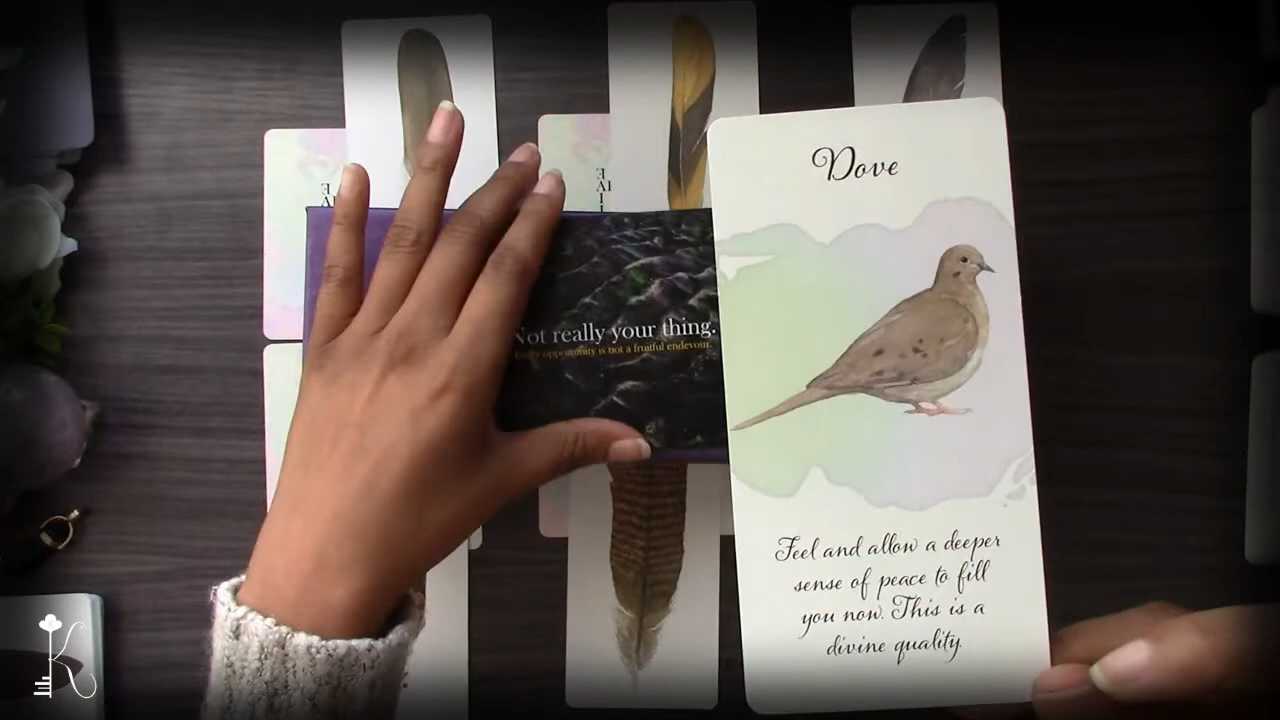 Dove
Not really your thing.
opportunity is not a fruitful endevour.
Feel and allow a deeper
sense of peace to fill
you now. This is a
divine quality.
K